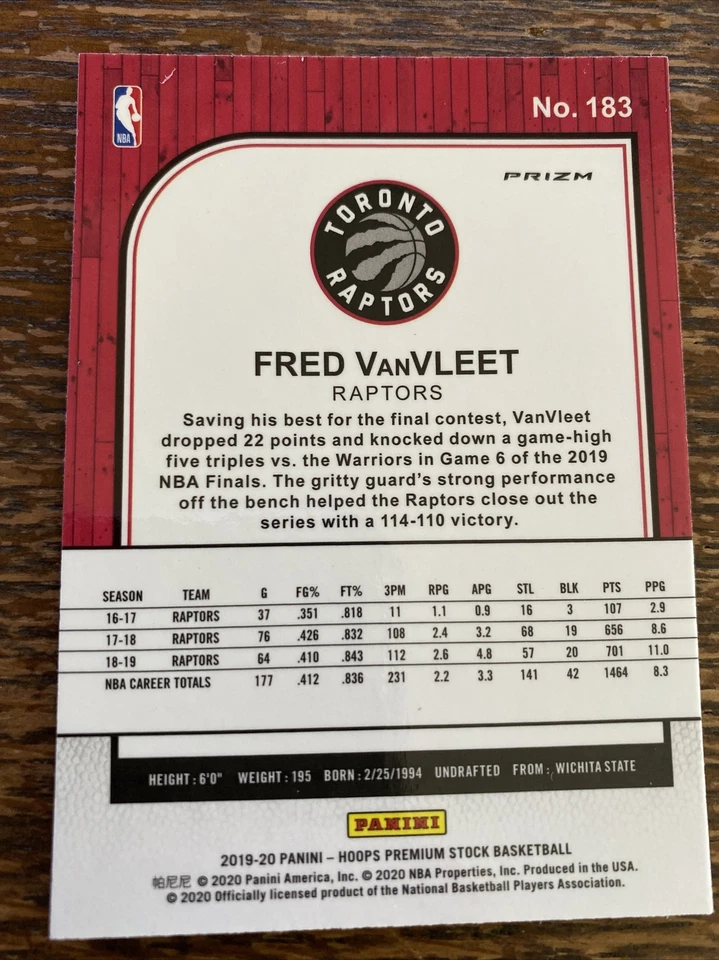 NBA
No. 183
PRIZM
TORONTO
RAPTORS
FRED VANVLEET
RAPTORS
Saving his best for the final contest, VanVleet
dropped 22 points and knocked down a game-high
five triples vs. the Warriors in Game 6 of the 2019
NBA Finals. The gritty guard's strong performance
off the bench helped the Raptors close out the
series with a 114-110 victory.
SEASON TEAM G FG% FT% 3PM RPG APG STL BLK PTS PPG
16-17 RAPTORS 37 .351 .818 11 1.1 0.9 16 3 107 2.9
17-18 RAPTORS 76 .426 .832 108 2.4 3.2 68 19 656 8.6
18-19 RAPTORS 64 .410 .843 112 2.6 4.8 57 20 701 11.0
NBA CAREER TOTALS 177 .412 .836 231 2.2 3.3 141 42 1464 8.3
HEIGHT: 6'0" WEIGHT: 195 BORN: 2/25/1994 UNDRAFTED FROM: WICHITA STATE
PANINI
2019-20 PANINI – HOOPS PREMIUM STOCK BASKETBALL
帕尼尼 © 2020 Panini America, Inc. © 2020 NBA Properties, Inc. Produced in the USA.
© 2020 Officially licensed product of the National Basketball Players Association.